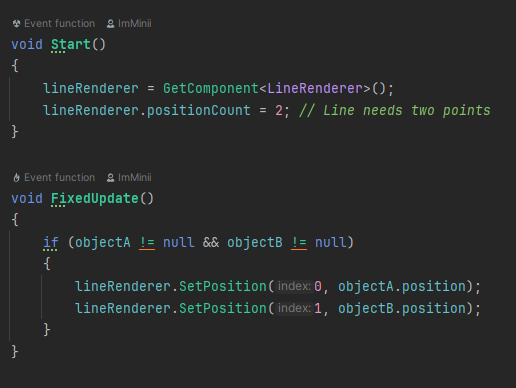 Event function ImMinii
void Start()
{
    lineRenderer = GetComponent<LineRenderer>();
    lineRenderer.positionCount = 2; // Line needs two points
}
Event function ImMinii
void FixedUpdate()
{
    if (objectA != null && objectB != null)
    {
        lineRenderer.SetPosition(index:0, objectA.position);
        lineRenderer.SetPosition(index:1, objectB.position);
    }
}